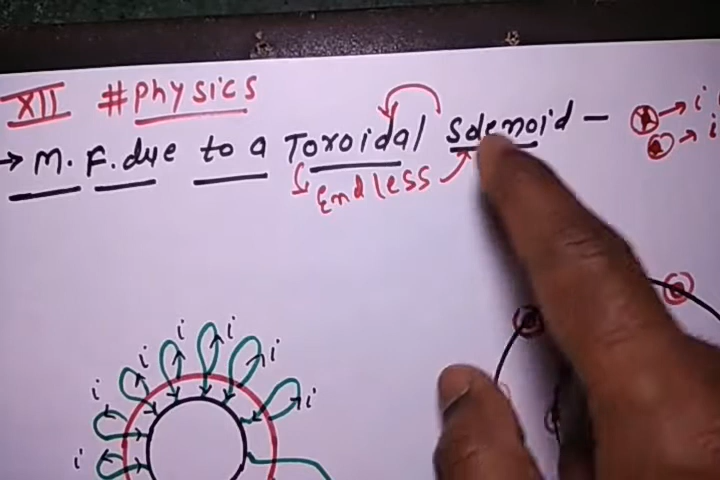 XII #Physics
→ M. F. due to a Toroidal Solenoid –
Endless
→ i
→ i
i
i
i
i
i
i
i